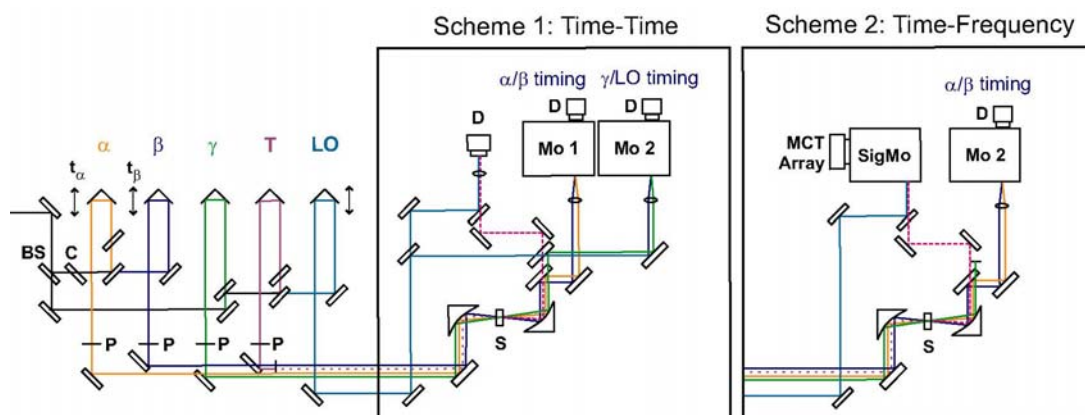 Scheme 1: Time-Time
Scheme 2: Time-Frequency
α/β timing
γ/LO timing
α/β timing
D
D
D
D
α
β
γ
T
LO
tα
tβ
Mo 1
Mo 2
MCT
Array
SigMo
Mo 2
BS
C
P
P
P
P
S
S